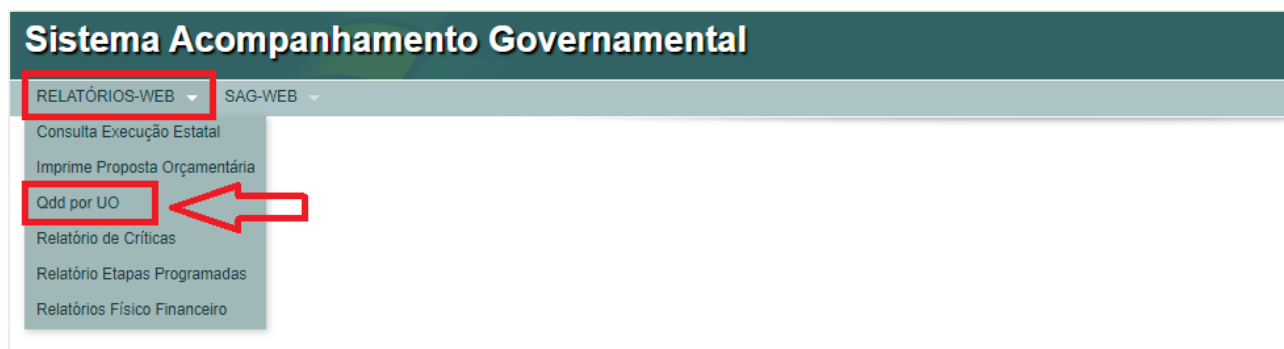 Sistema Acompanhamento Governamental
RELATÓRIOS-WEB SAG-WEB
Consulta Execução Estatal
Imprime Proposta Orçamentária
Qdd por UO
Relatório de Críticas
Relatório Etapas Programadas
Relatórios Físico Financeiro